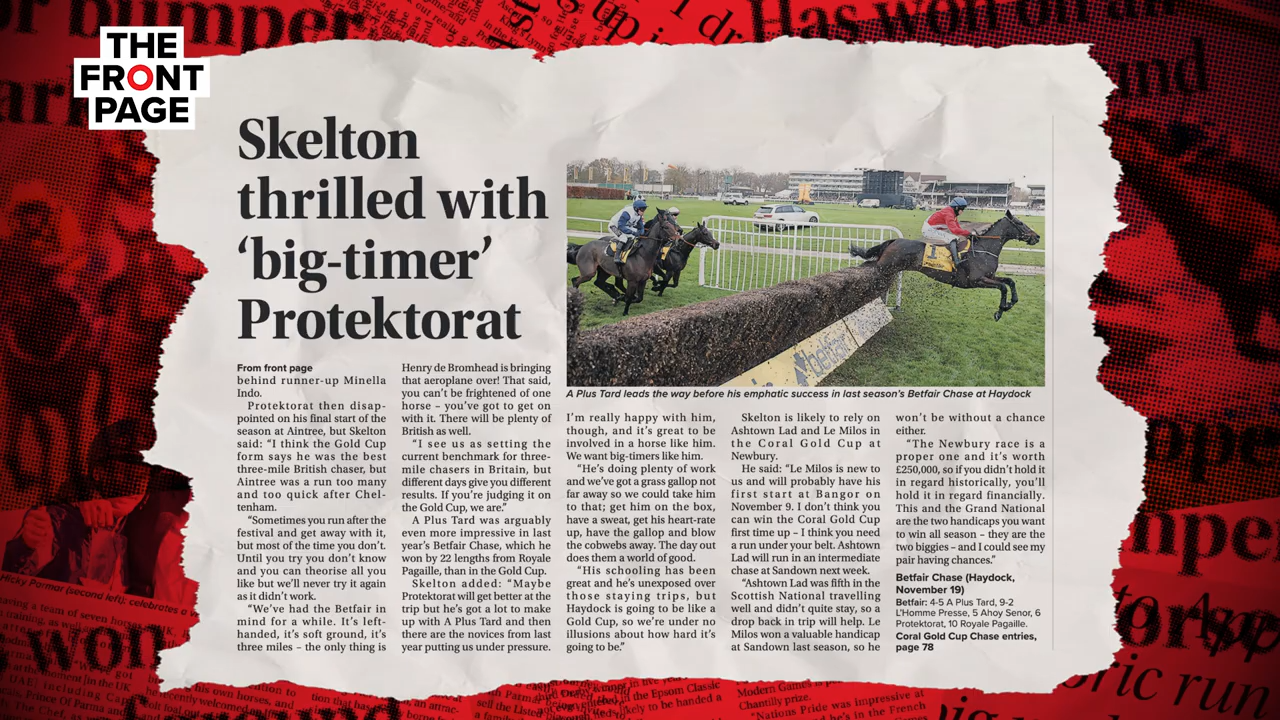 THE
FRONT
PAGE
Skelton
thrilled with
‘big-timer’
Protektorat
From front page
behind runner-up Minella
Indo.
Protektorat then disap-
pointed on his final start of the
season at Aintree, but Skelton
said: “I think the Gold Cup
form says he was the best
three-mile British chaser, but
Aintree was a run too many
and too quick after Chel-
tenham.
“Sometimes you run after the
festival and get away with it,
but most of the time you don’t.
Until you try you don’t know
and you can theorise all you
like but we’ll never try it again
as it didn’t work.
“We’ve had the Betfair in
mind for a while. It’s left-
handed, it’s soft ground, it’s
three miles – the only thing is
Henry de Bromhead is bringing
that aeroplane over! That said,
you can’t be frightened of one
horse – you’ve got to get on
with it. There will be plenty of
British as well.
“I see us as setting the
current benchmark for three-
mile chasers in Britain, but
different days give you different
results. If you’re judging it on
the Gold Cup, we are.”
A Plus Tard was arguably
even more impressive in last
year’s Betfair Chase, which he
won by 22 lengths from Royale
Pagaille, than in the Gold Cup.
Skelton added: “Maybe
Protektorat will get better at the
trip but he’s got a lot to make
up with A Plus Tard and then
there are the novices from last
year putting us under pressure.
1
betfair
A Plus Tard leads the way before his emphatic success in last season’s Betfair Chase at Haydock
I’m really happy with him,
though, and it’s great to be
involved in a horse like him.
We want big-timers like him.
“He’s doing plenty of work
and we’ve got a grass gallop not
far away so we could take him
to that; get him on the box,
have a sweat, get his heart-rate
up, have the gallop and blow
the cobwebs away. The day out
does them a world of good.
“His schooling has been
great and he’s unexposed over
those staying trips, but
Haydock is going to be like a
Gold Cup, so we’re under no
illusions about how hard it’s
going to be.”
Skelton is likely to rely on
Ashtown Lad and Le Milos in
the Coral Gold Cup at
Newbury.
He said: “Le Milos is new to
us and will probably have his
first start at Bangor on
November 9. I don’t think you
can win the Coral Gold Cup
first time up – I think you need
a run under your belt. Ashtown
Lad will run in an intermediate
chase at Sandown next week.
“Ashtown Lad was fifth in the
Scottish National travelling
well and didn’t quite stay, so a
drop back in trip will help. Le
Milos won a valuable handicap
at Sandown last season, so he
won’t be without a chance
either.
“The Newbury race is a
proper one and it’s worth
£250,000, so if you didn’t hold it
in regard historically, you’ll
hold it in regard financially.
This and the Grand National
are the two handicaps you want
to win all season – they are the
two biggies – and I could see my
pair having chances.”
Betfair Chase (Haydock,
November 19)
Betfair: 4-5 A Plus Tard, 9-2
L’Homme Presse, 5 Ahoy Senor, 6
Protektorat, 10 Royale Pagaille.
Coral Gold Cup Chase entries,
page 78